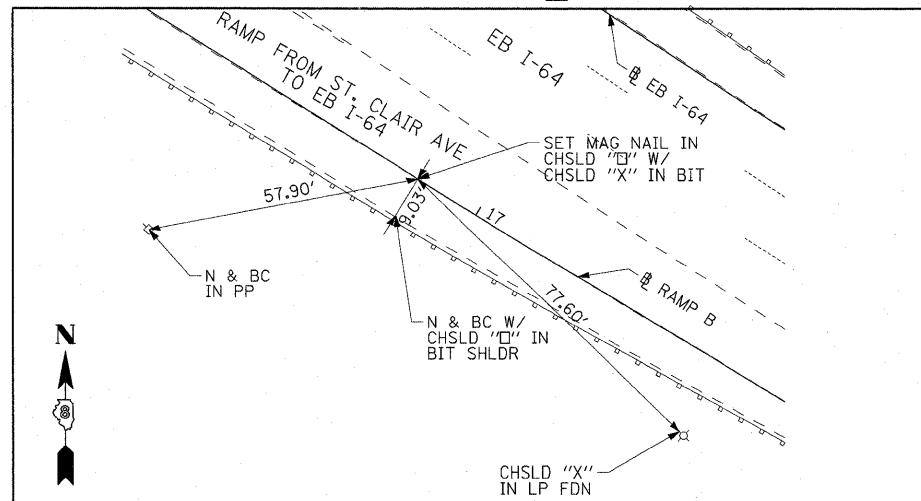 RAMP FROM ST. CLAIR AVE
TO EB I-64
EB I-64
℄ EB I-64
SET MAG NAIL IN
CHSLD "□" W/
CHSLD "X" IN BIT
57.90'
9.03'
17
N & BC
IN PP
℄ RAMP B
77.60'
N & BC W/
CHSLD "□" IN
BIT SHLDR
N
8
CHSLD "X"
IN LP FDN